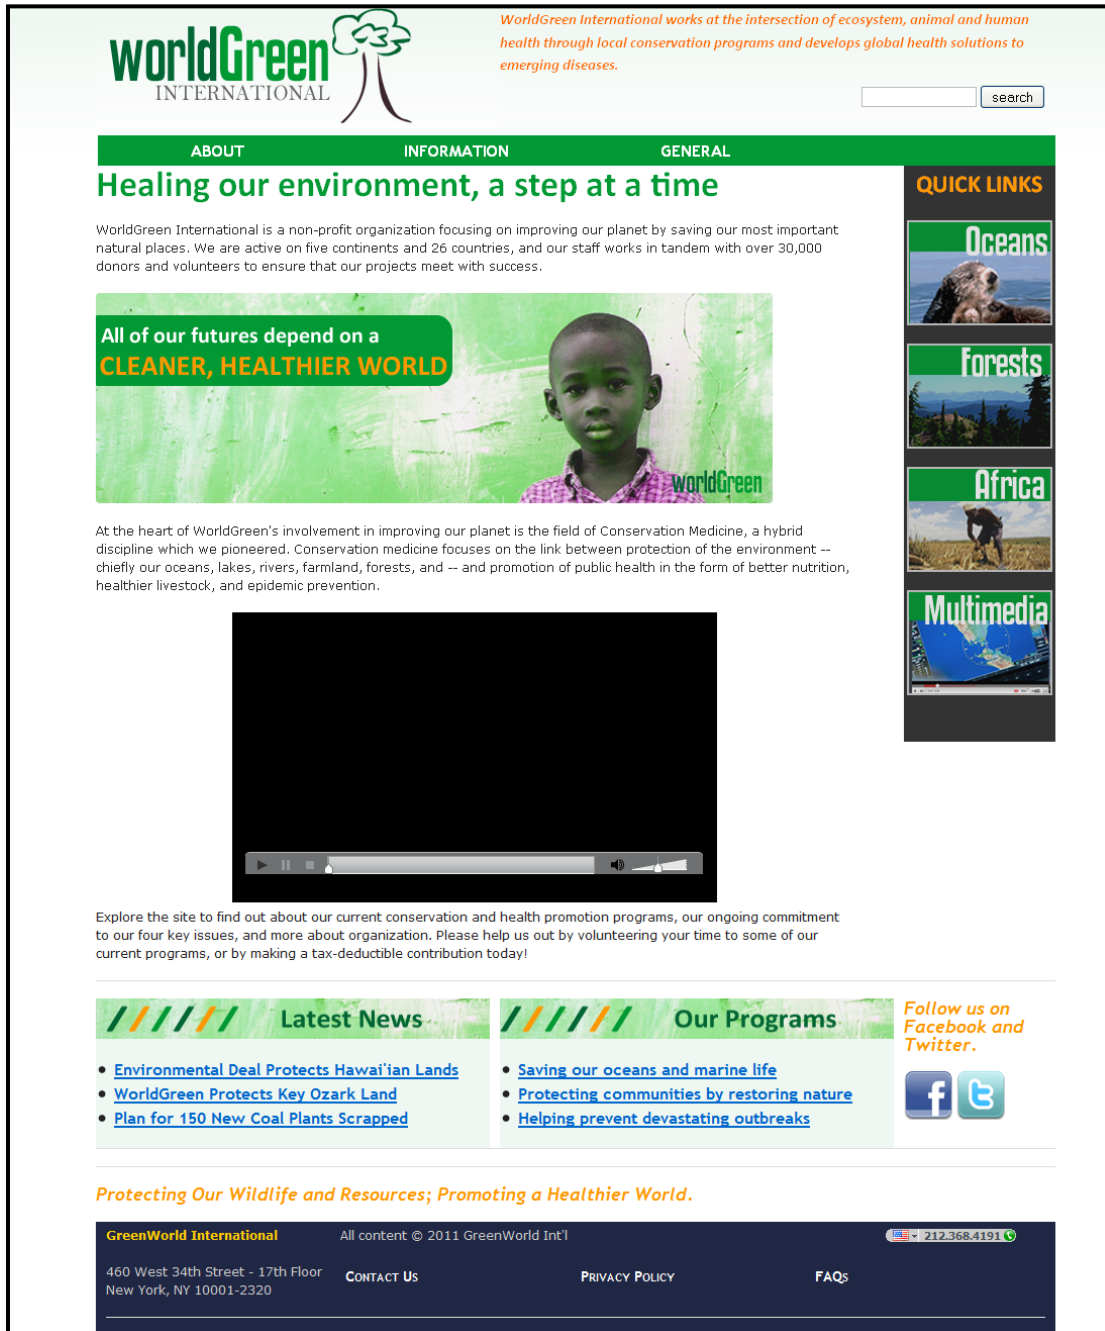 worldGreen
INTERNATIONAL
WorldGreen International works at the intersection of ecosystem, animal and human
health through local conservation programs and develops global health solutions to
emerging diseases.
search
ABOUT INFORMATION GENERAL
Healing our environment, a step at a time
WorldGreen International is a non-profit organization focusing on improving our planet by saving our most important
natural places. We are active on five continents and 26 countries, and our staff works in tandem with over 30,000
donors and volunteers to ensure that our projects meet with success.
All of our futures depend on a
CLEANER, HEALTHIER WORLD
worldGreen
At the heart of WorldGreen's involvement in improving our planet is the field of Conservation Medicine, a hybrid
discipline which we pioneered. Conservation medicine focuses on the link between protection of the environment --
chiefly our oceans, lakes, rivers, farmland, forests, and -- and promotion of public health in the form of better nutrition,
healthier livestock, and epidemic prevention.
Explore the site to find out about our current conservation and health promotion programs, our ongoing commitment
to our four key issues, and more about organization. Please help us out by volunteering your time to some of our
current programs, or by making a tax-deductible contribution today!
QUICK LINKS
Oceans
Forests
Africa
Multimedia
Latest News
Environmental Deal Protects Hawai'ian Lands
WorldGreen Protects Key Ozark Land
Plan for 150 New Coal Plants Scrapped
Our Programs
Saving our oceans and marine life
Protecting communities by restoring nature
Helping prevent devastating outbreaks
Follow us on
Facebook and
Twitter.
Protecting Our Wildlife and Resources; Promoting a Healthier World.
GreenWorld International All content © 2011 GreenWorld Int'l 212.368.4191
460 West 34th Street - 17th Floor
New York, NY 10001-2320
Contact Us Privacy Policy FAQs